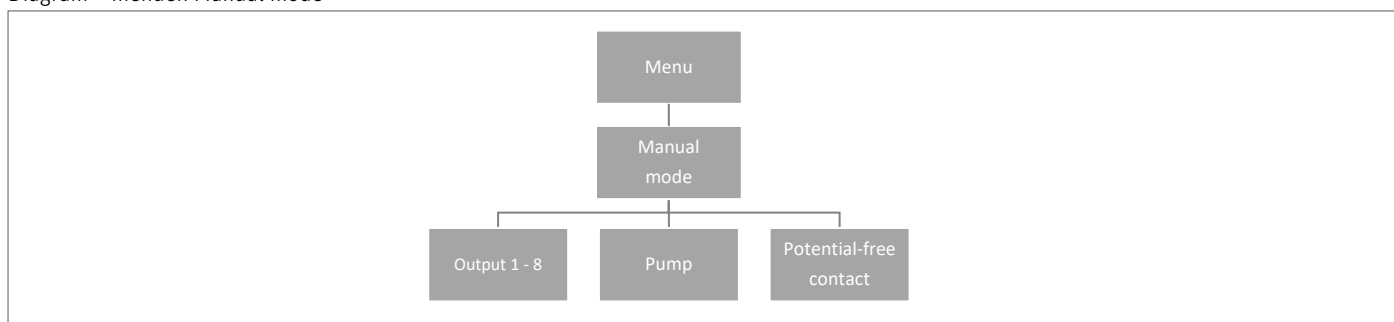 Menu
Manual
mode
Output 1 - 8
Pump
Potential-free
contact